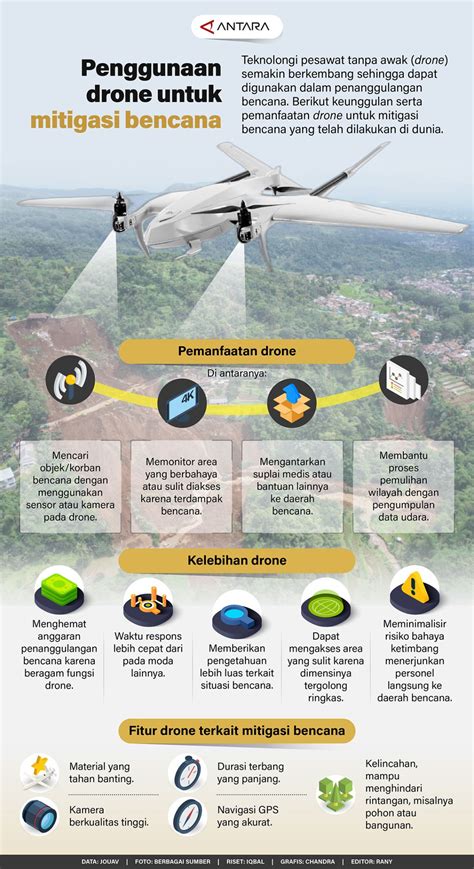 ANTARA
Penggunaan
drone untuk
mitigasi bencana
Teknologi pesawat tanpa awak (drone)
semakin berkembang sehingga dapat
digunakan dalam penanggulangan
bencana. Berikut keunggulan serta
pemanfaatan drone untuk mitigasi
bencana yang telah dilakukan di dunia.
Pemanfaatan drone
Di antaranya:
4K
Mencari
objek/korban
bencana dengan
menggunakan
sensor atau kamera
pada drone.
Memonitor area
yang berbahaya
atau sulit diakses
karena terdampak
bencana.
Mengantarkan
suplai medis atau
bantuan lainnya
ke daerah
bencana.
Membantu
proses
pemulihan
wilayah dengan
pengumpulan
data udara.
Kelebihan drone
Menghemat
anggaran
penanggulangan
bencana karena
beragam fungsi
drone.
Waktu respons
lebih cepat dari
pada moda
lainnya.
Memberikan
pengetahuan
lebih luas terkait
situasi bencana.
Dapat
mengakses area
yang sulit karena
dimensinya
tergolong
ringkas.
Meminimalisir
risiko bahaya
ketimbang
menerjunkan
personel
langsung ke
daerah bencana.
Fitur drone terkait mitigasi bencana
Material yang
tahan banting.
Kamera
berkualitas tinggi.
Durasi terbang
yang panjang.
Navigasi GPS
yang akurat.
Kelincahan,
mampu
menghindari
rintangan, misalnya
pohon atau
bangunan.
DATA: JOUAV | FOTO: BERBAGAI SUMBER | RISET: IQBAL | GRAFIS: CHANDRA | EDITOR: RANY